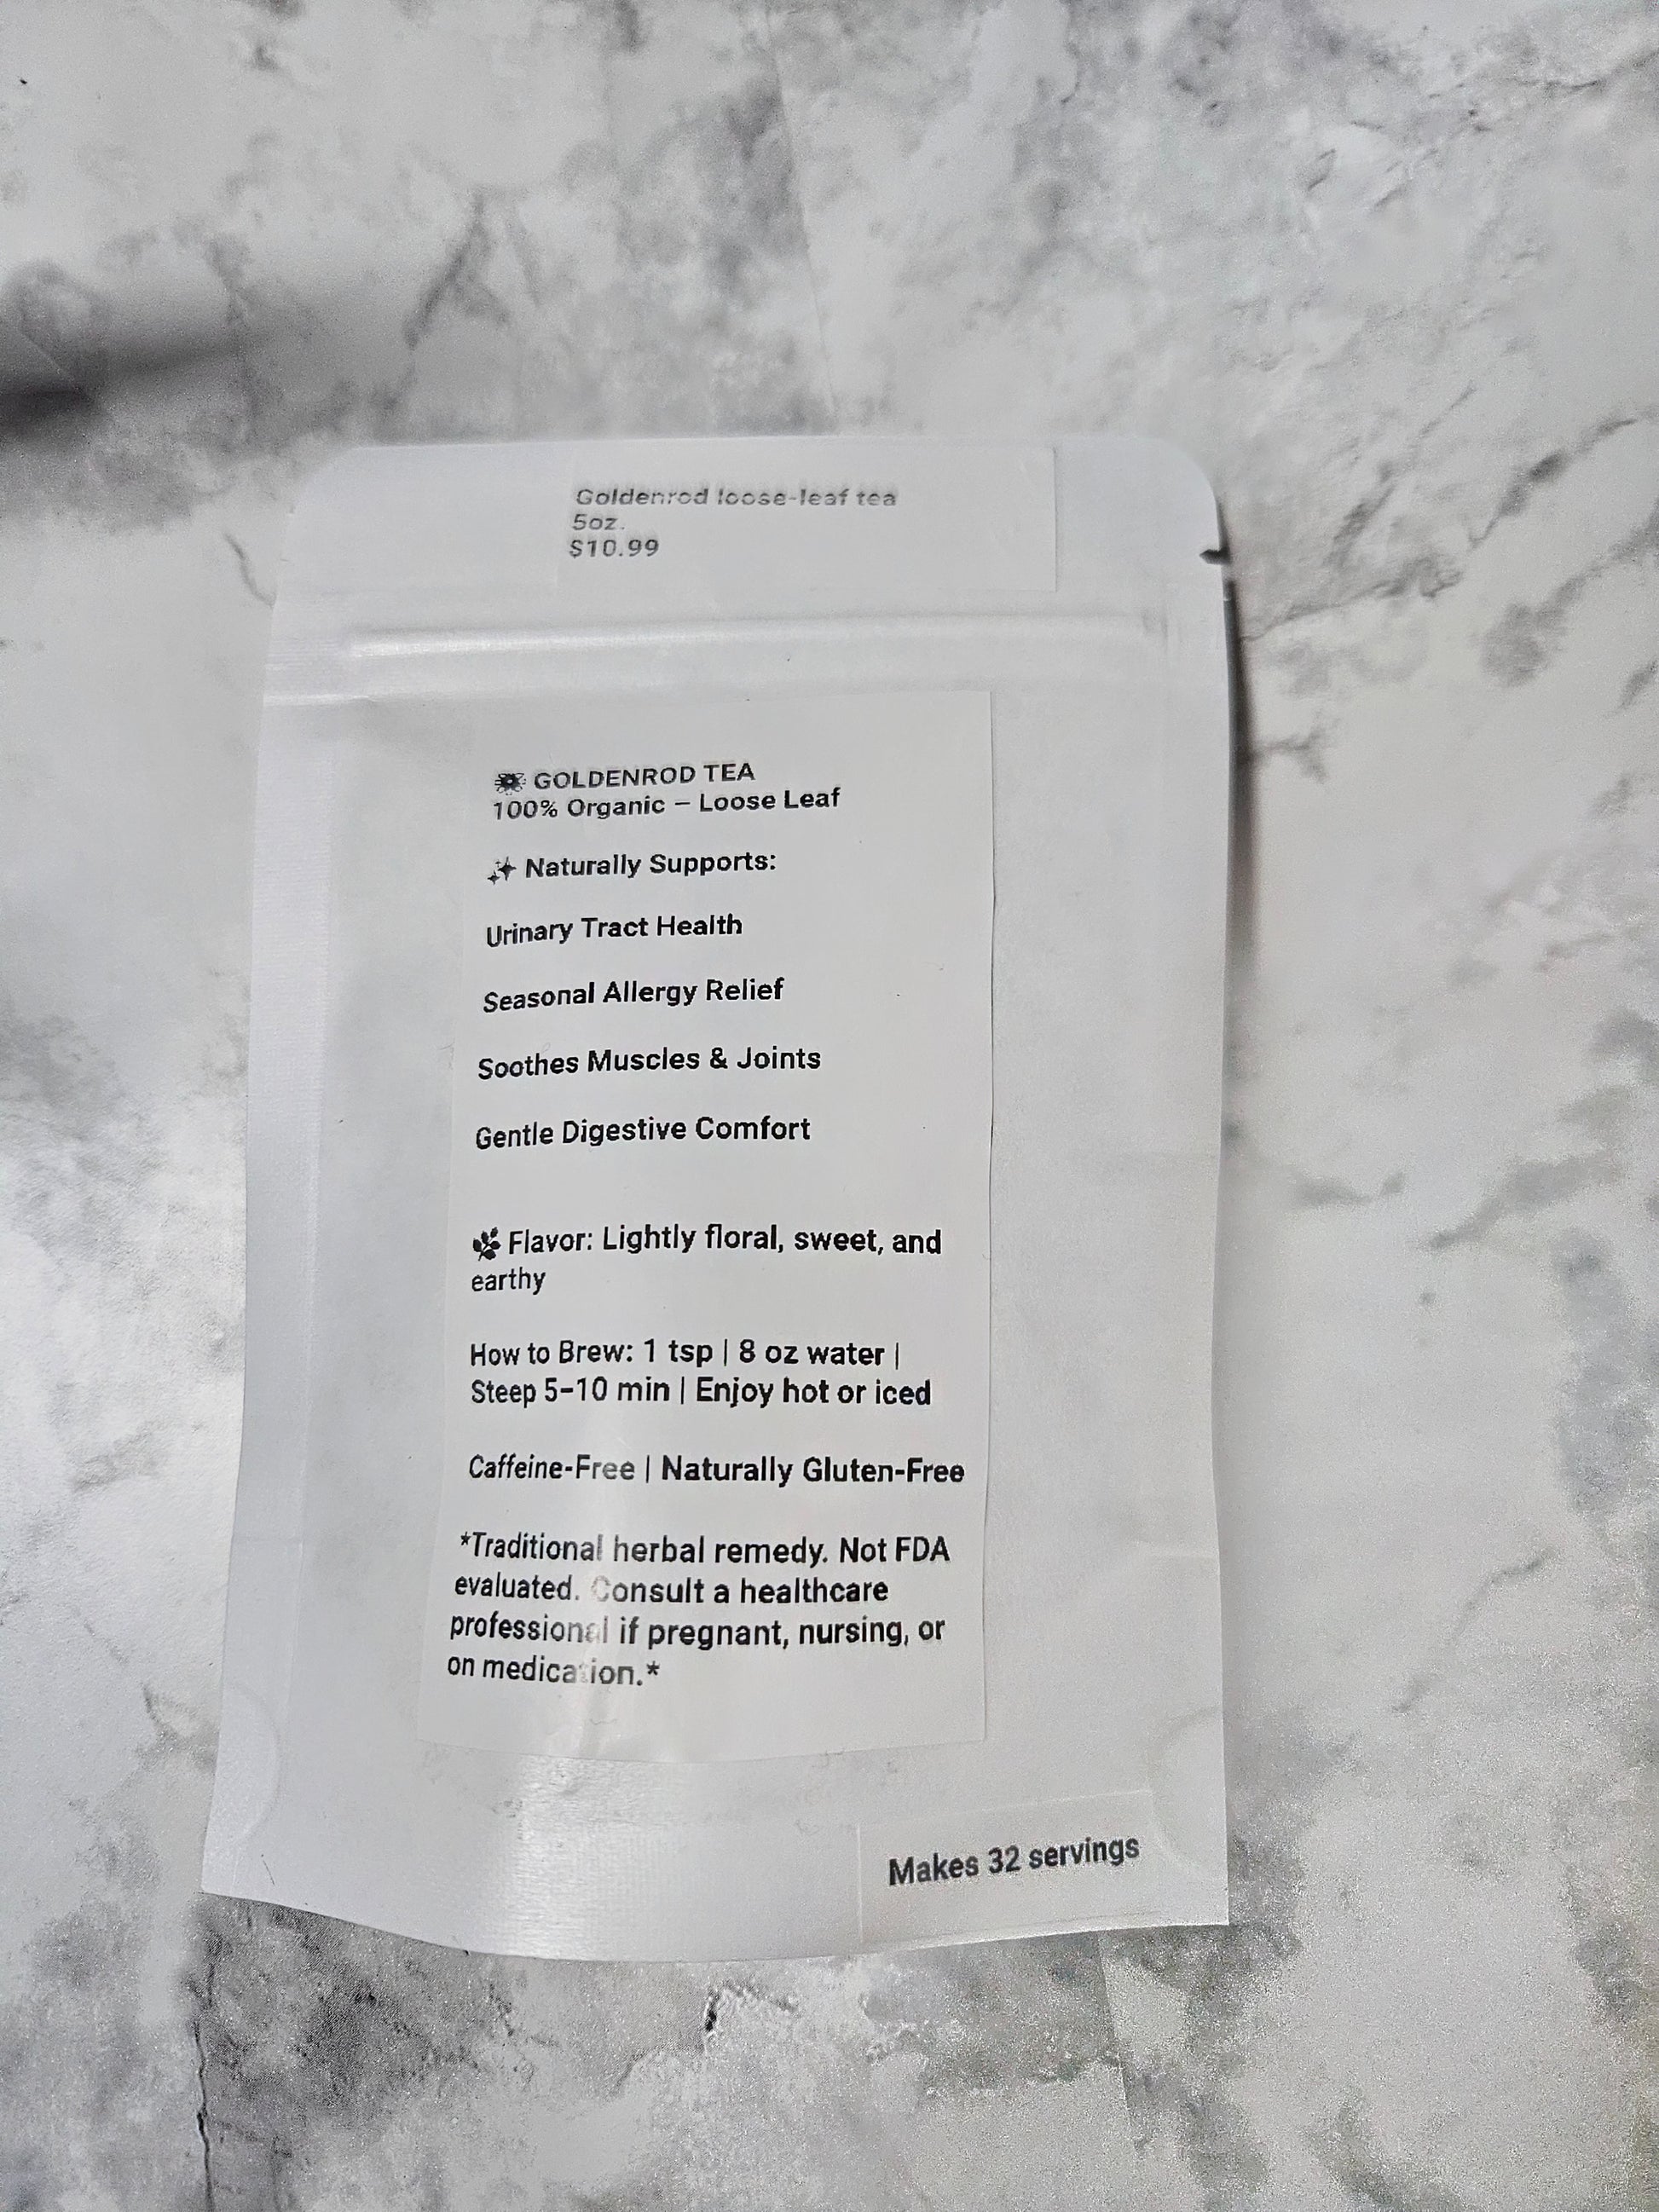 Goldenrod loose-leaf tea
5oz.
$10.99
GOLDENROD TEA
100% Organic – Loose Leaf
Naturally Supports:
Urinary Tract Health
Seasonal Allergy Relief
Soothes Muscles & Joints
Gentle Digestive Comfort
Flavor: Lightly floral, sweet, and
earthy
How to Brew: 1 tsp | 8 oz water |
Steep 5–10 min | Enjoy hot or iced
Caffeine-Free | Naturally Gluten-Free
*Traditional herbal remedy. Not FDA
evaluated. Consult a healthcare
professional if pregnant, nursing, or
on medication.*
Makes 32 servings